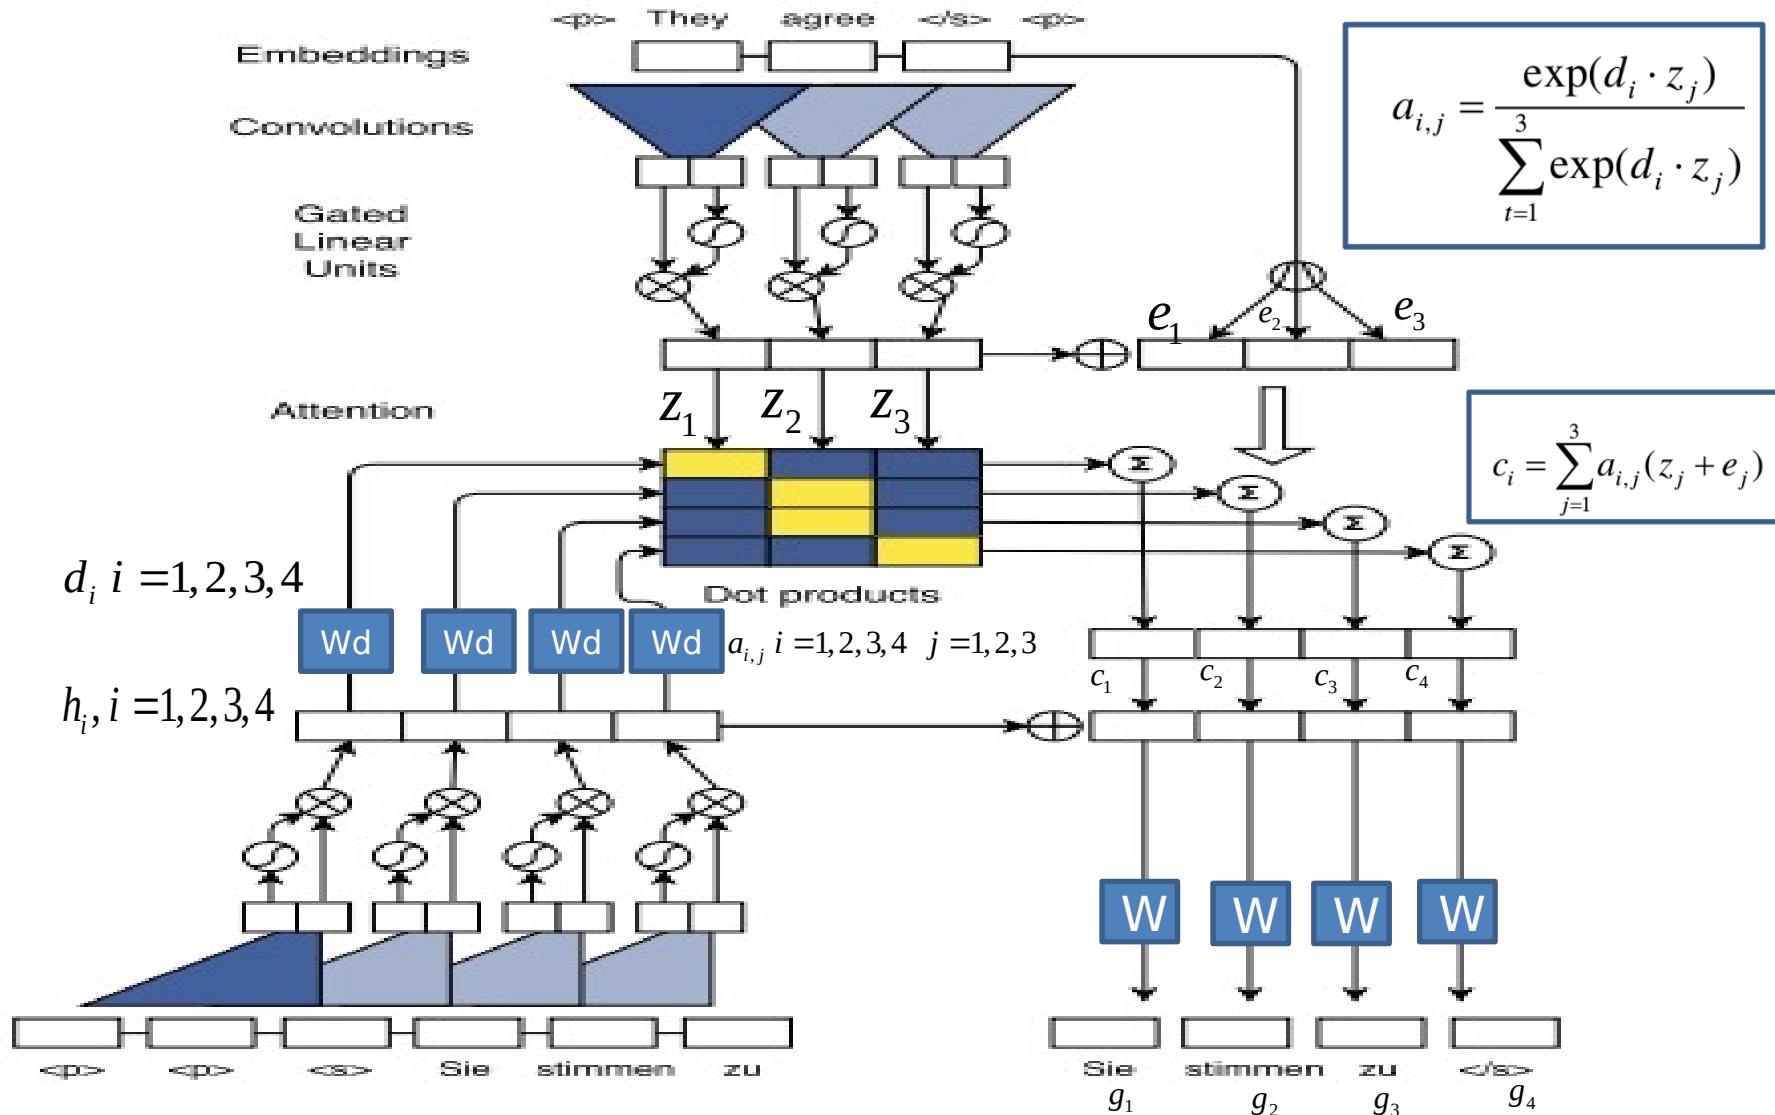 <p> They agree </s> <p>
Embeddings
Convolutions
Gated
Linear
Units
a_{i,j} = exp(d_i · z_j) / \sum_{t=1}^{3} exp(d_i · z_j)
e_1 e_2 e_3
Attention
z_1 z_2 z_3
c_i = \sum_{j=1}^{3} a_{i,j}(z_j + e_j)
Σ
Σ
Σ
Σ
d_i i =1,2,3,4
Dot products
Wd Wd Wd Wd
a_{i,j} i =1,2,3,4 j =1,2,3
c_1 c_2 c_3 c_4
h_i, i =1,2,3,4
W W W W
<p> <p> <s> Sie stimmen zu
Sie stimmen zu </s>
g_1 g_2 g_3 g_4